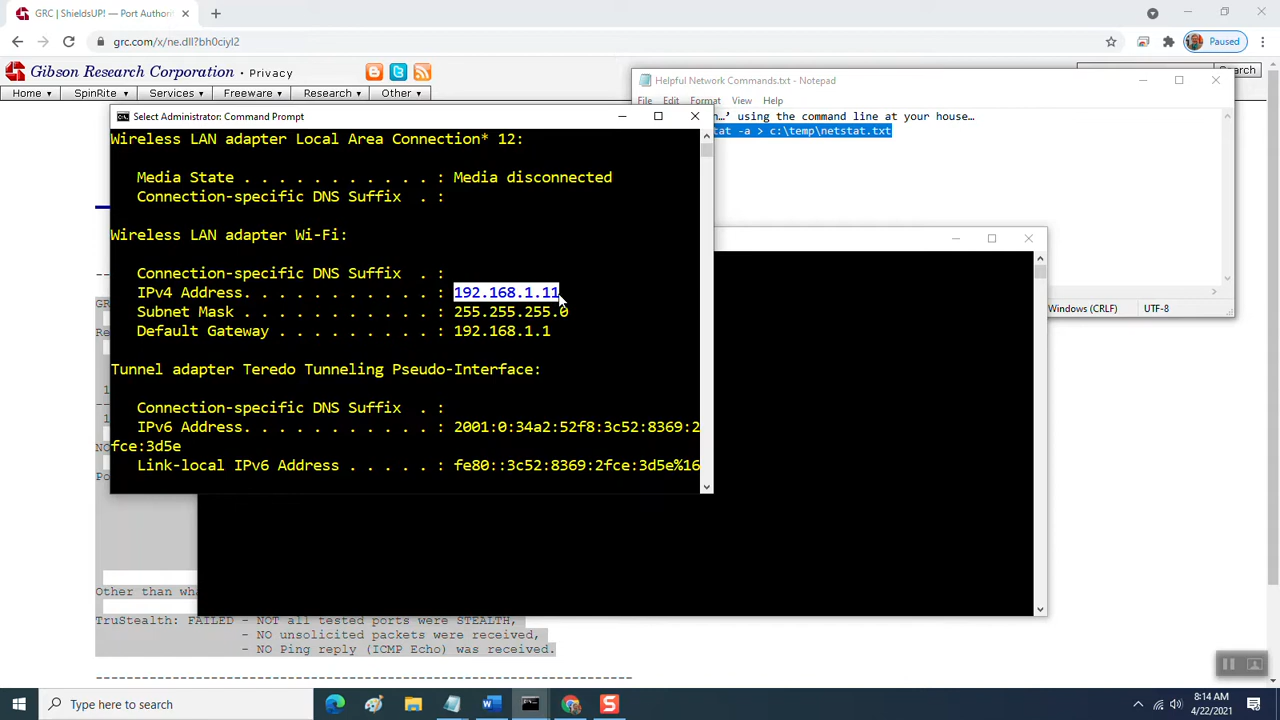 GRC | ShieldsUP! — Port Authori
grc.com/x/ne.dll?bh0ciyl2
Paused
Gibson Research Corporation · Privacy
Search
Home
SpinRite
Services
Freeware
Research
Other
Helpful Network Commands.txt - Notepad
File Edit Format View Help
n…’ using the command line at your house…
tat -a > c:\temp\netstat.txt
Windows (CRLF)
UTF-8
Select Administrator: Command Prompt
Wireless LAN adapter Local Area Connection* 12:
Media State . . . . . . . . . . . : Media disconnected
Connection-specific DNS Suffix  . :
Wireless LAN adapter Wi-Fi:
Connection-specific DNS Suffix  . :
IPv4 Address. . . . . . . . . . . : 192.168.1.11
Subnet Mask . . . . . . . . . . . : 255.255.255.0
Default Gateway . . . . . . . . . : 192.168.1.1
Tunnel adapter Teredo Tunneling Pseudo-Interface:
Connection-specific DNS Suffix  . :
IPv6 Address. . . . . . . . . . . : 2001:0:34a2:52f8:3c52:8369:2
fce:3d5e
Link-local IPv6 Address . . . . . : fe80::3c52:8369:2fce:3d5e%16
GR
Re
1
1
NO
Po
Other than wha
TruStealth: FAILED - NOT all tested ports were STEALTH,
- NO unsolicited packets were received,
- NO Ping reply (ICMP Echo) was received.
Type here to search
8:14 AM
4/22/2021